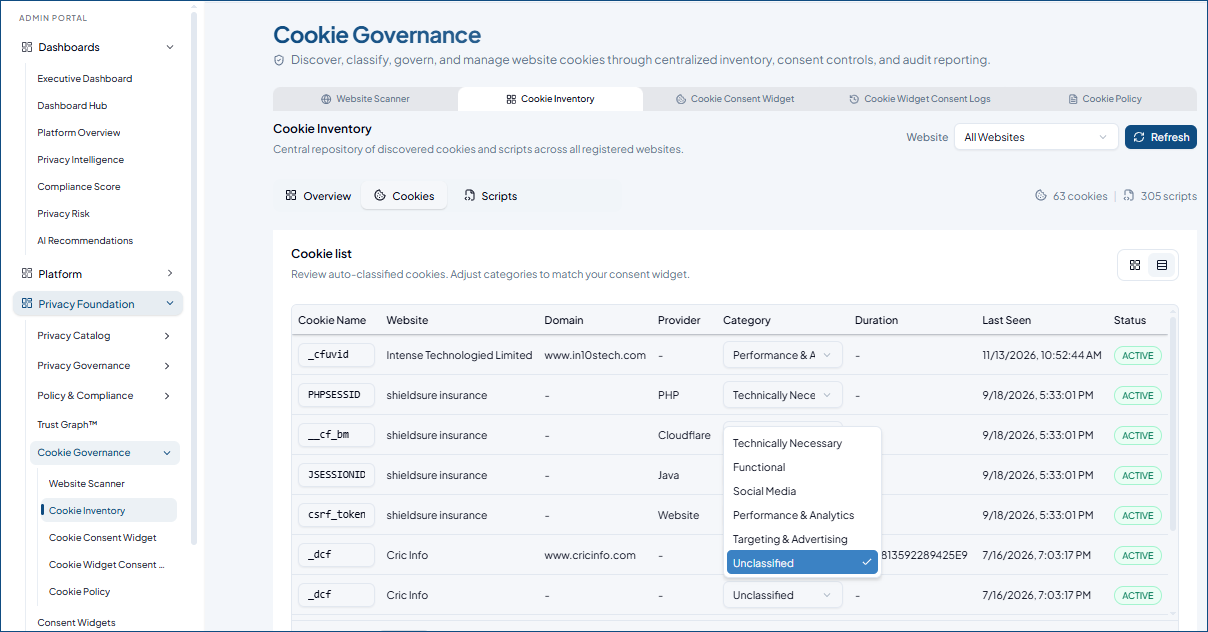 ADMIN PORTAL
Dashboards
Executive Dashboard
Dashboard Hub
Platform Overview
Privacy Intelligence
Compliance Score
Privacy Risk
AI Recommendations
Platform
Privacy Foundation
Privacy Catalog
Privacy Governance
Policy & Compliance
Trust Graph™
Cookie Governance
Website Scanner
Cookie Inventory
Cookie Consent Widget
Cookie Widget Consent ...
Cookie Policy
Consent Widgets
Cookie Governance
Discover, classify, govern, and manage website cookies through centralized inventory, consent controls, and audit reporting.
Website Scanner Cookie Inventory Cookie Consent Widget Cookie Widget Consent Logs Cookie Policy
Cookie Inventory
Central repository of discovered cookies and scripts across all registered websites.
Website All Websites Refresh
Overview Cookies Scripts 63 cookies | 305 scripts
Cookie list
Review auto-classified cookies. Adjust categories to match your consent widget.
Cookie Name Website Domain Provider Category Duration Last Seen Status
_cfuvid Intense Technologied Limited www.in10stech.com - Performance & A - 11/13/2026, 10:52:44 AM ACTIVE
PHPSESSID shieldsure insurance - PHP Technically Nece - 9/18/2026, 5:33:01 PM ACTIVE
__cf_bm shieldsure insurance - Cloudflare 9/18/2026, 5:33:01 PM ACTIVE
JSESSIONID shieldsure insurance - Java 9/18/2026, 5:33:01 PM ACTIVE
csrf_token shieldsure insurance - Website 9/18/2026, 5:33:01 PM ACTIVE
_dcf Cric Info www.cricinfo.com - 813592289425E9 7/16/2026, 7:03:17 PM ACTIVE
_dcf Cric Info - - Unclassified - 7/16/2026, 7:03:17 PM ACTIVE
Technically Necessary
Functional
Social Media
Performance & Analytics
Targeting & Advertising
Unclassified